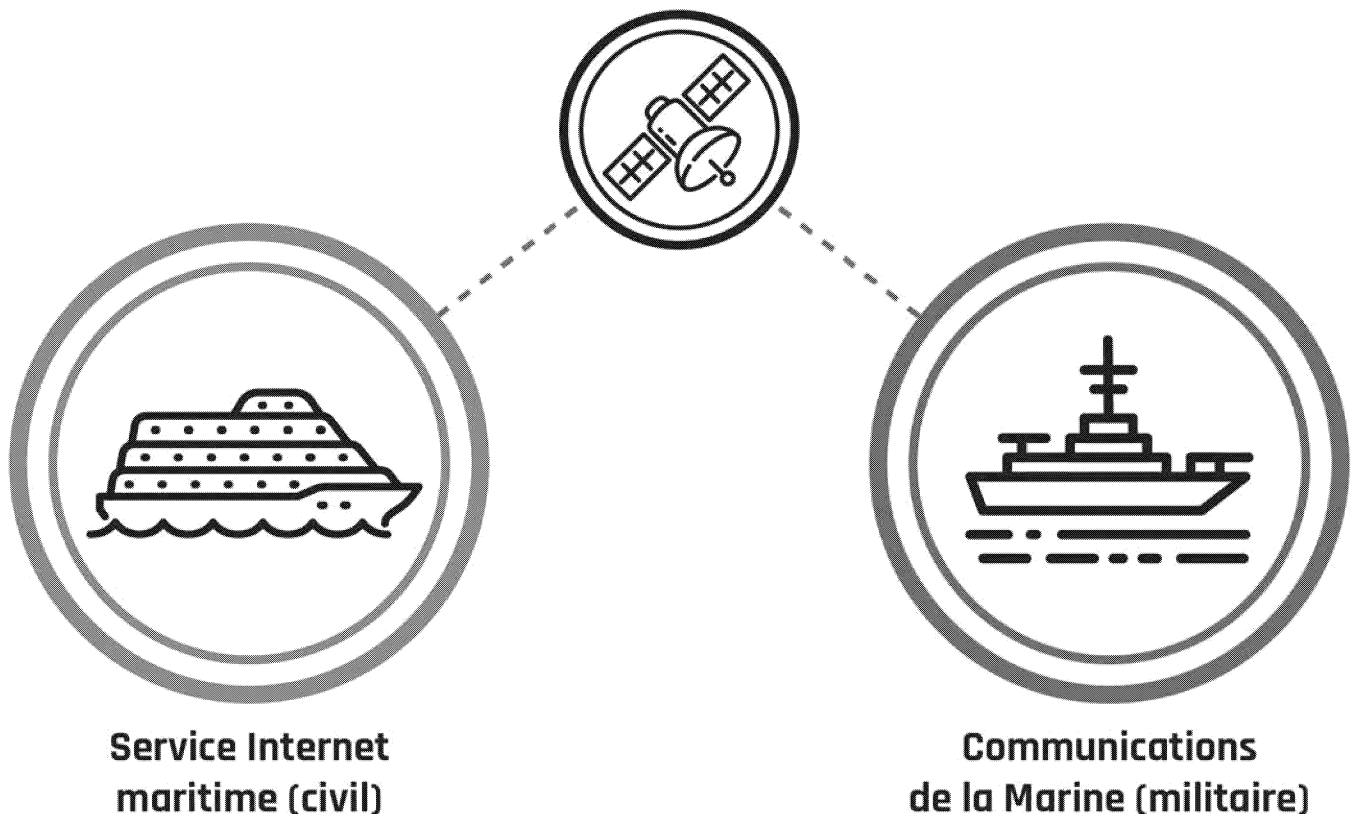 Service Internet
maritime (civil)
Communications
de la Marine (militaire)